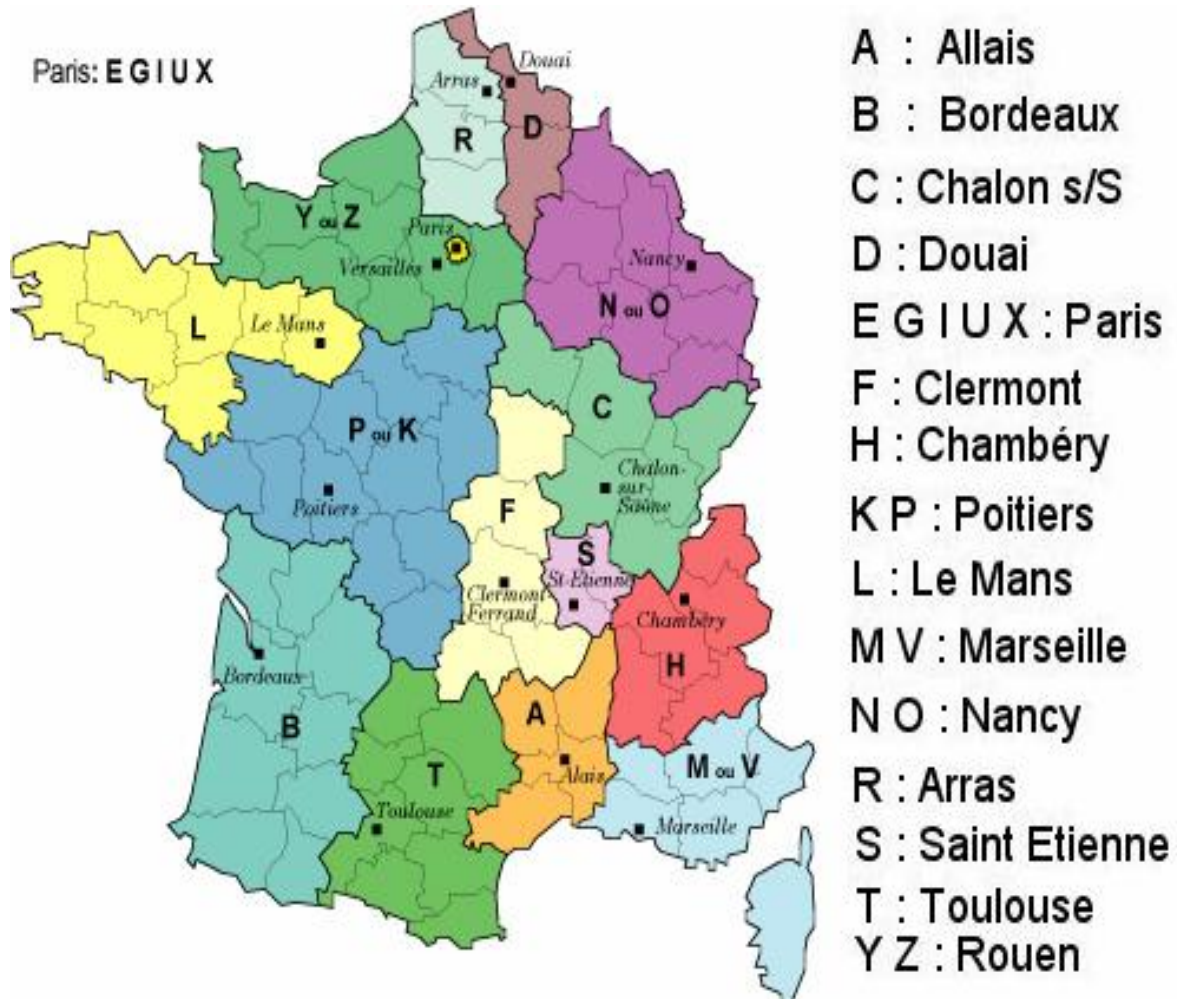 Paris: E G I U X
Arras
Douai
R
D
Y ou Z
Paris
Versailles
Nancy
N ou O
L
Le Mans
C
P ou K
Chalon-
sur-
Saône
Poitiers
F
S
St-Etienne
Clermont-
Ferrand
Chambéry
H
Bordeaux
B
A
Alais
T
Toulouse
M ou V
Marseille
A : Allais
B : Bordeaux
C : Chalon s/S
D : Douai
E G I U X : Paris
F : Clermont
H : Chambéry
K P : Poitiers
L : Le Mans
M V : Marseille
N O : Nancy
R : Arras
S : Saint Etienne
T : Toulouse
Y Z : Rouen